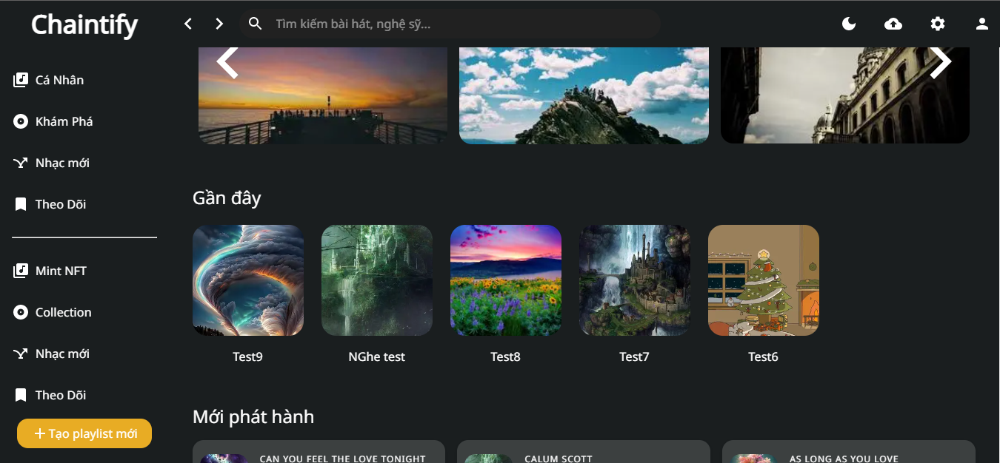 Chaintify
Tìm kiếm bài hát, nghệ sỹ...
Cá Nhân
Khám Phá
Nhạc mới
Theo Dõi
Mint NFT
Collection
Nhạc mới
Theo Dõi
Tạo playlist mới
Gần đây
Test9
NGhe test
Test8
Test7
Test6
Mới phát hành
CAN YOU FEEL THE LOVE TONIGHT
CALUM SCOTT
AS LONG AS YOU LOVE